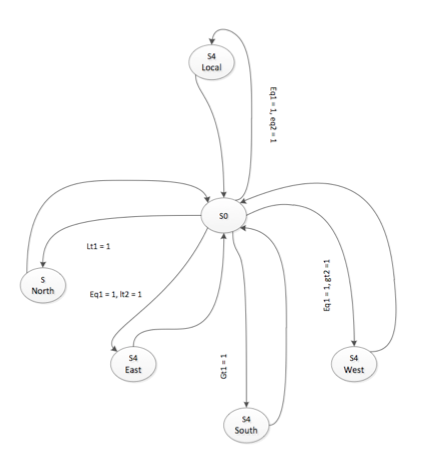 S4
Local
Eq1 = 1, eq2 = 1
S0
Lt1 = 1
S
North
Eq1 = 1, lt2 = 1
Eq1 = 1, gt2 =1
S4
East
Gt1 = 1
S4
West
S4
South